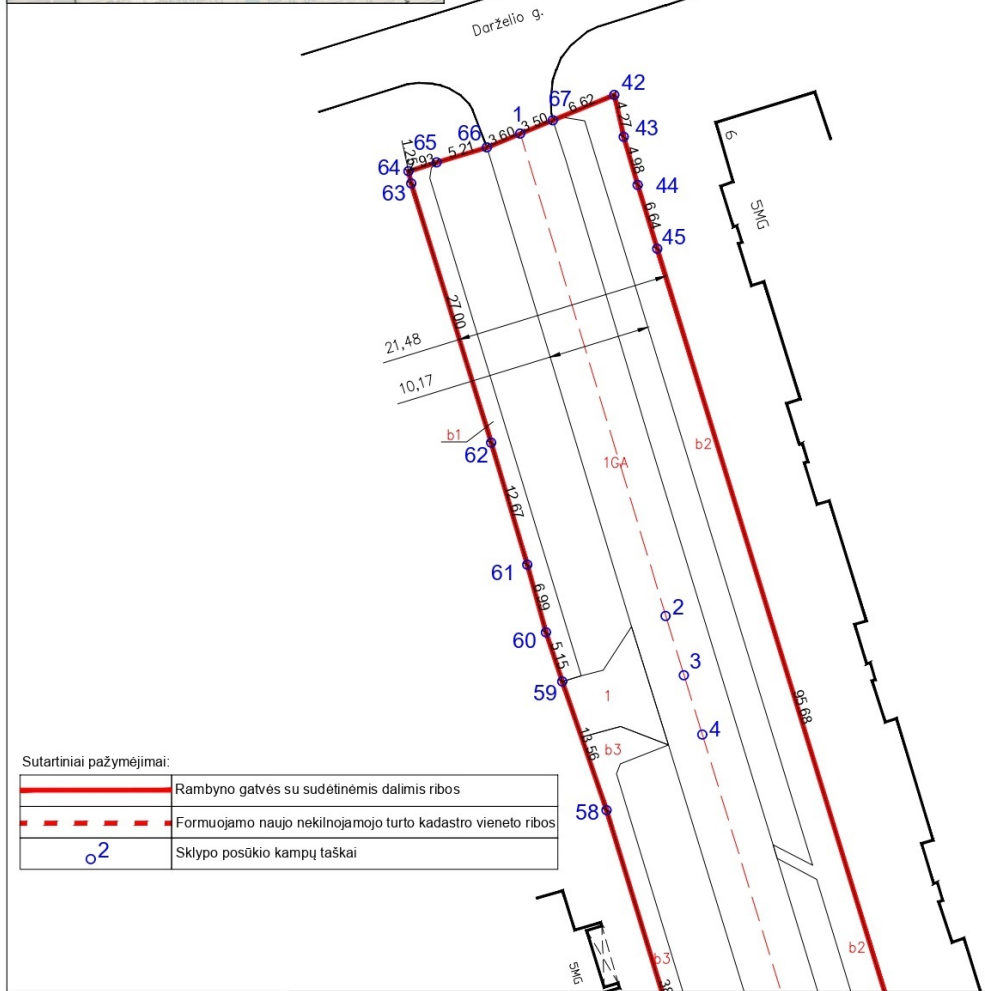 Darželio g.
42
67
6.62
1
3.50
4.27
43
66
3.60
65
5.21
1.25
64
63
4.98
44
6
5MG
6.64
45
27.00
21,48
10,17
b1
62
b2
1GA
12.67
61
6.99
2
60
5.15
3
59
1
95.68
4
13.56
b3
58
Sutartiniai pažymėjimai:
Rambyno gatvės su sudėtinėmis dalimis ribos
Formuojamo naujo nekilnojamojo turto kadastro vieneto ribos
2 Sklypo posūkio kampų taškai
b2
b3
5MG